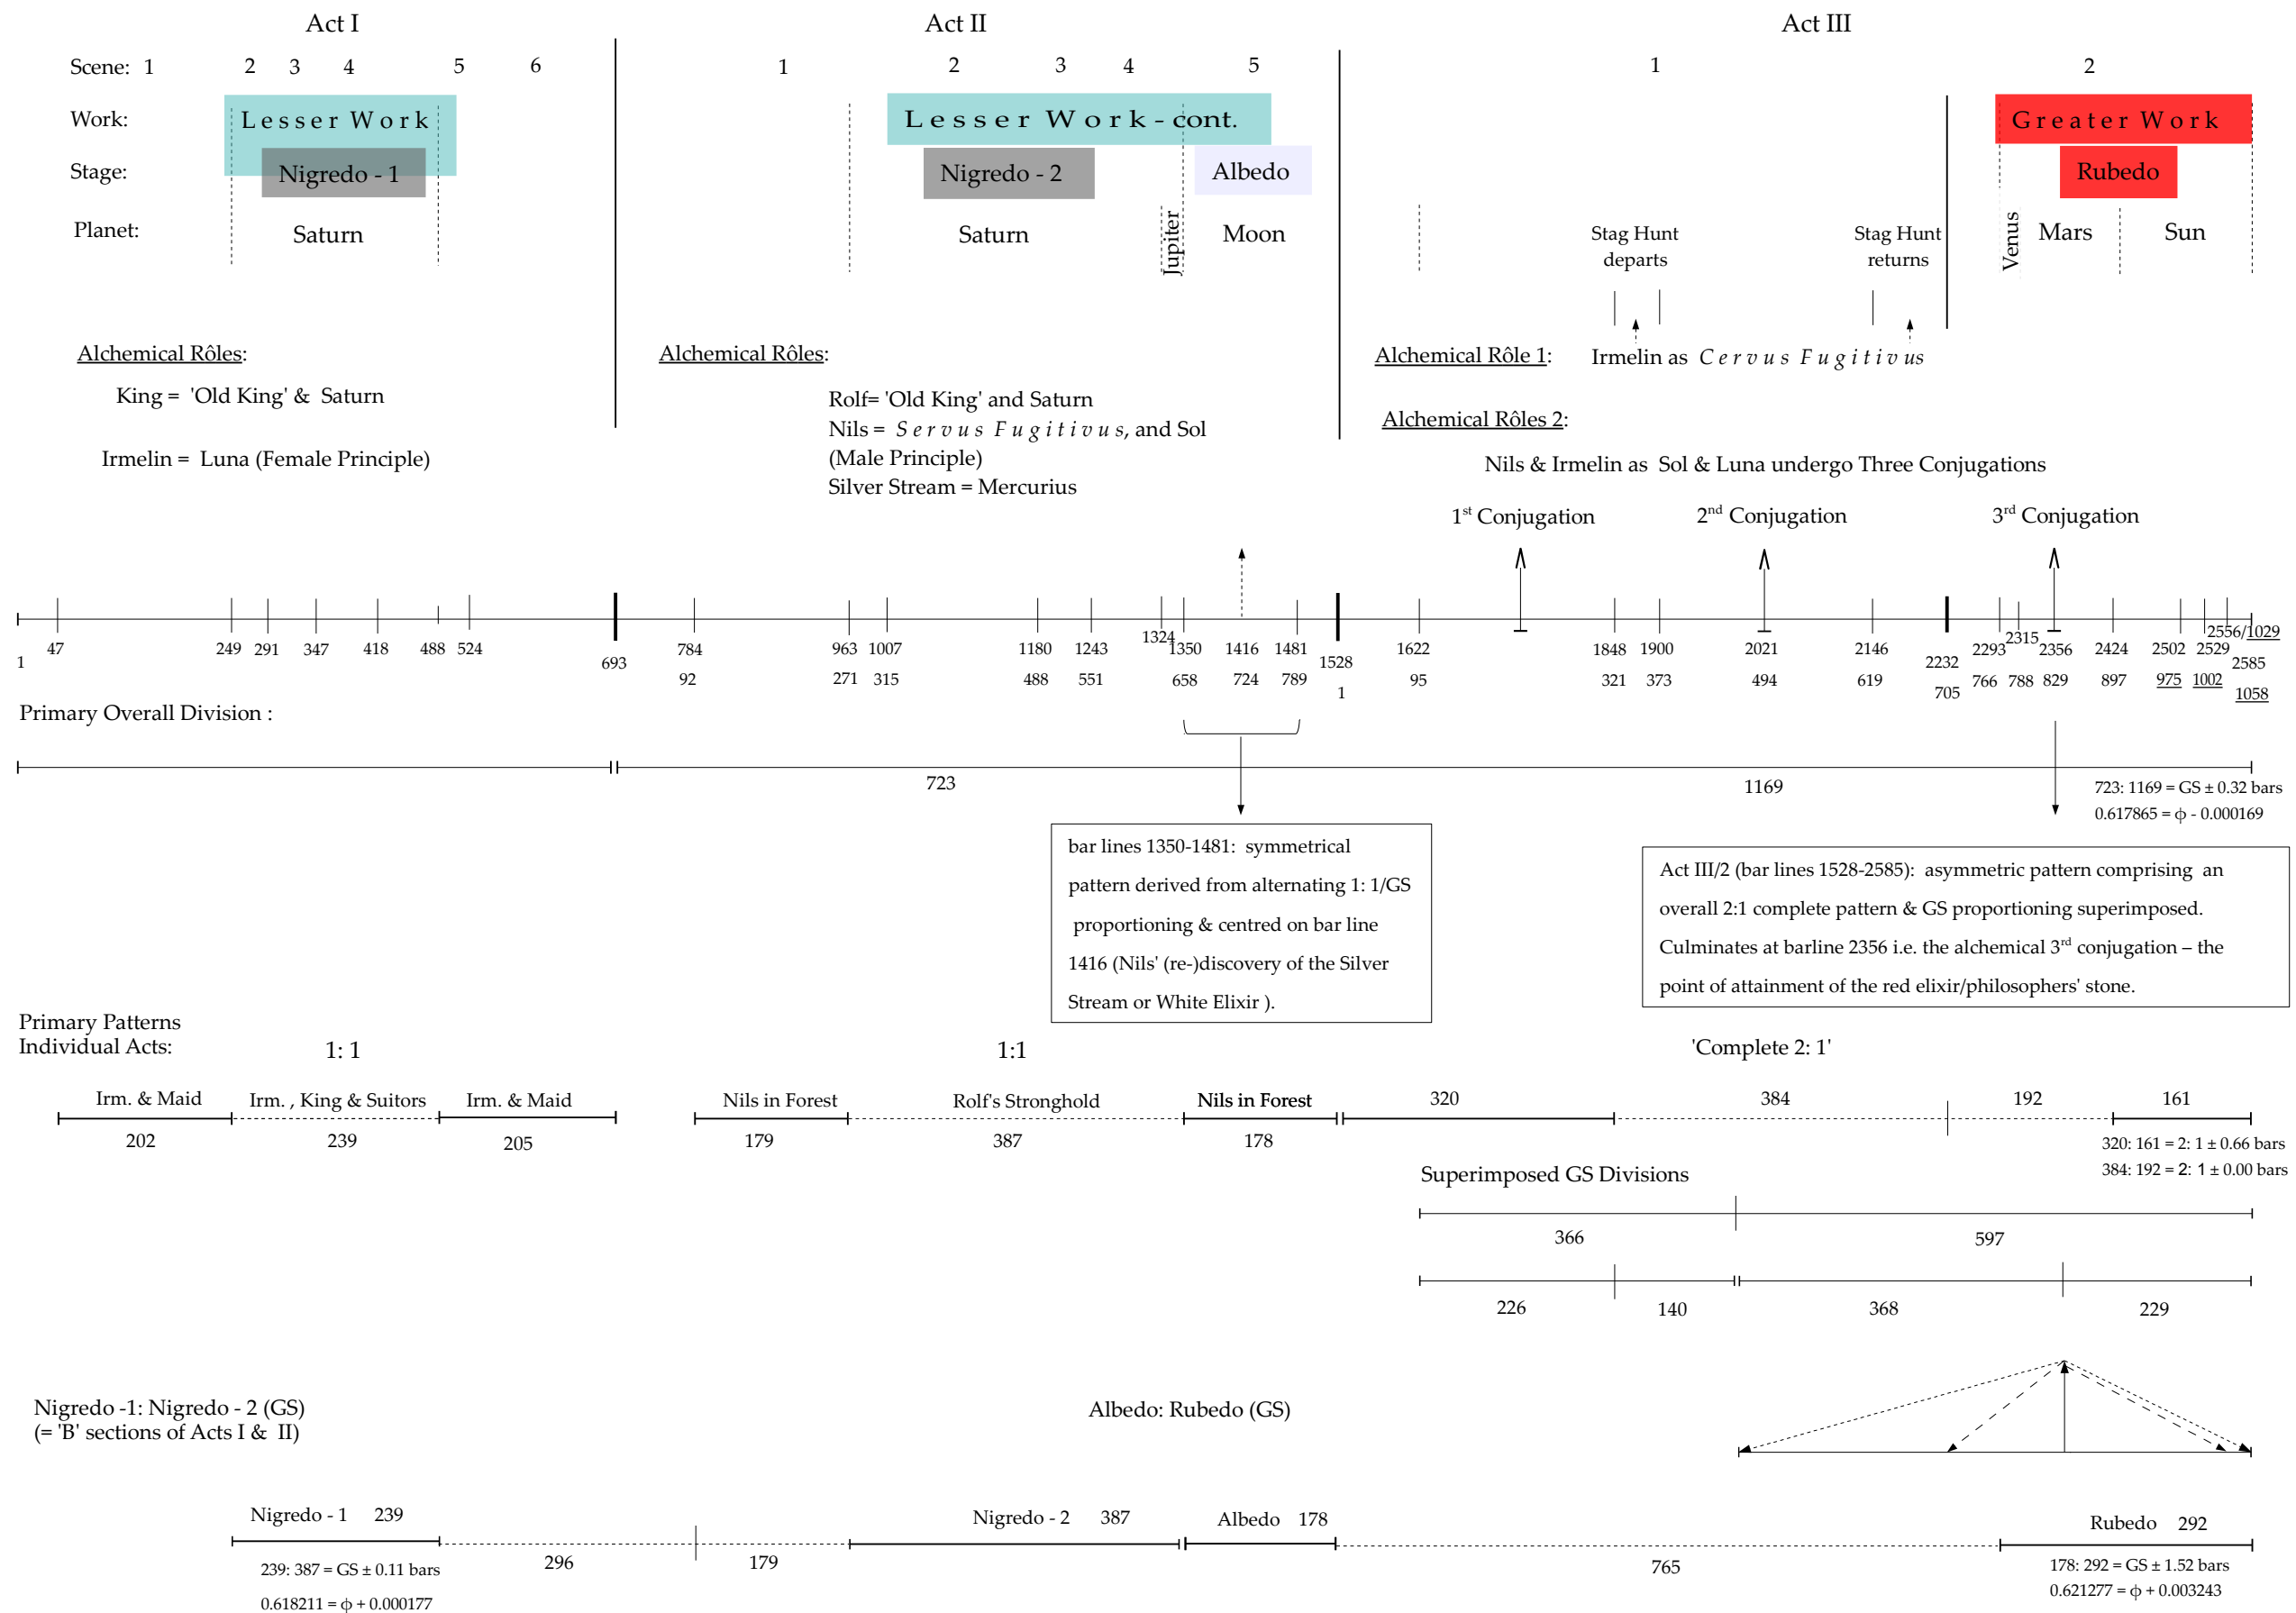 Act I Act II Act III
Scene: 1 2 3 4 5 6 1 2 3 4 5 1 2
Work: Lesser Work Lesser Work - cont. Greater Work
Stage: Nigredo - 1 Nigredo - 2 Albedo Rubedo
Planet: Saturn Saturn Jupiter Moon Venus Mars Sun
Stag Hunt departs
Stag Hunt returns
Alchemical Rôles:
King = 'Old King' & Saturn
Irmelin = Luna (Female Principle)
Alchemical Rôles:
Rolf= 'Old King' and Saturn
Nils = Servus Fugitivus, and Sol
(Male Principle)
Silver Stream = Mercurius
Alchemical Rôle 1: Irmelin as Cervus Fugitivus
Alchemical Rôles 2:
Nils & Irmelin as Sol & Luna undergo Three Conjugations
1st Conjugation 2nd Conjugation 3rd Conjugation
1 47 249 291 347 418 488 524 693 784 963 1007 1180 1243 1324 1350 1416 1481 1528 1622 1848 1900 2021 2146 2232 2293 2315 2356 2424 2502 2529 2556/1029 2585
92 271 315 488 551 658 724 789 1 95 321 373 494 619 705 766 788 829 897 975 1002 1058
Primary Overall Division :
723 1169
723: 1169 = GS ± 0.32 bars
0.617865 = ϕ - 0.000169
bar lines 1350-1481: symmetrical
pattern derived from alternating 1: 1/GS
proportioning & centred on bar line
1416 (Nils' (re-)discovery of the Silver
Stream or White Elixir ).
Act III/2 (bar lines 1528-2585): asymmetric pattern comprising an
overall 2:1 complete pattern & GS proportioning superimposed.
Culminates at barline 2356 i.e. the alchemical 3rd conjugation – the
point of attainment of the red elixir/philosophers' stone.
Primary Patterns
Individual Acts: 1: 1 1:1 'Complete 2: 1'
Irm. & Maid Irm. , King & Suitors Irm. & Maid Nils in Forest Rolf's Stronghold Nils in Forest 320 384 192 161
202 239 205 179 387 178
320: 161 = 2: 1 ± 0.66 bars
384: 192 = 2: 1 ± 0.00 bars
Superimposed GS Divisions
366 597
226 140 368 229
Nigredo -1: Nigredo - 2 (GS)
(= 'B' sections of Acts I & II)
Albedo: Rubedo (GS)
Nigredo - 1 239 Nigredo - 2 387 Albedo 178 Rubedo 292
296 179 765
239: 387 = GS ± 0.11 bars
0.618211 = ϕ + 0.000177
178: 292 = GS ± 1.52 bars
0.621277 = ϕ + 0.003243